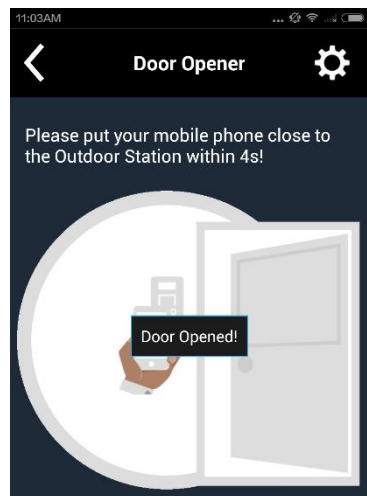 11:03AM
...
Door Opener
Please put your mobile phone close to
the Outdoor Station within 4s!
Door Opened!